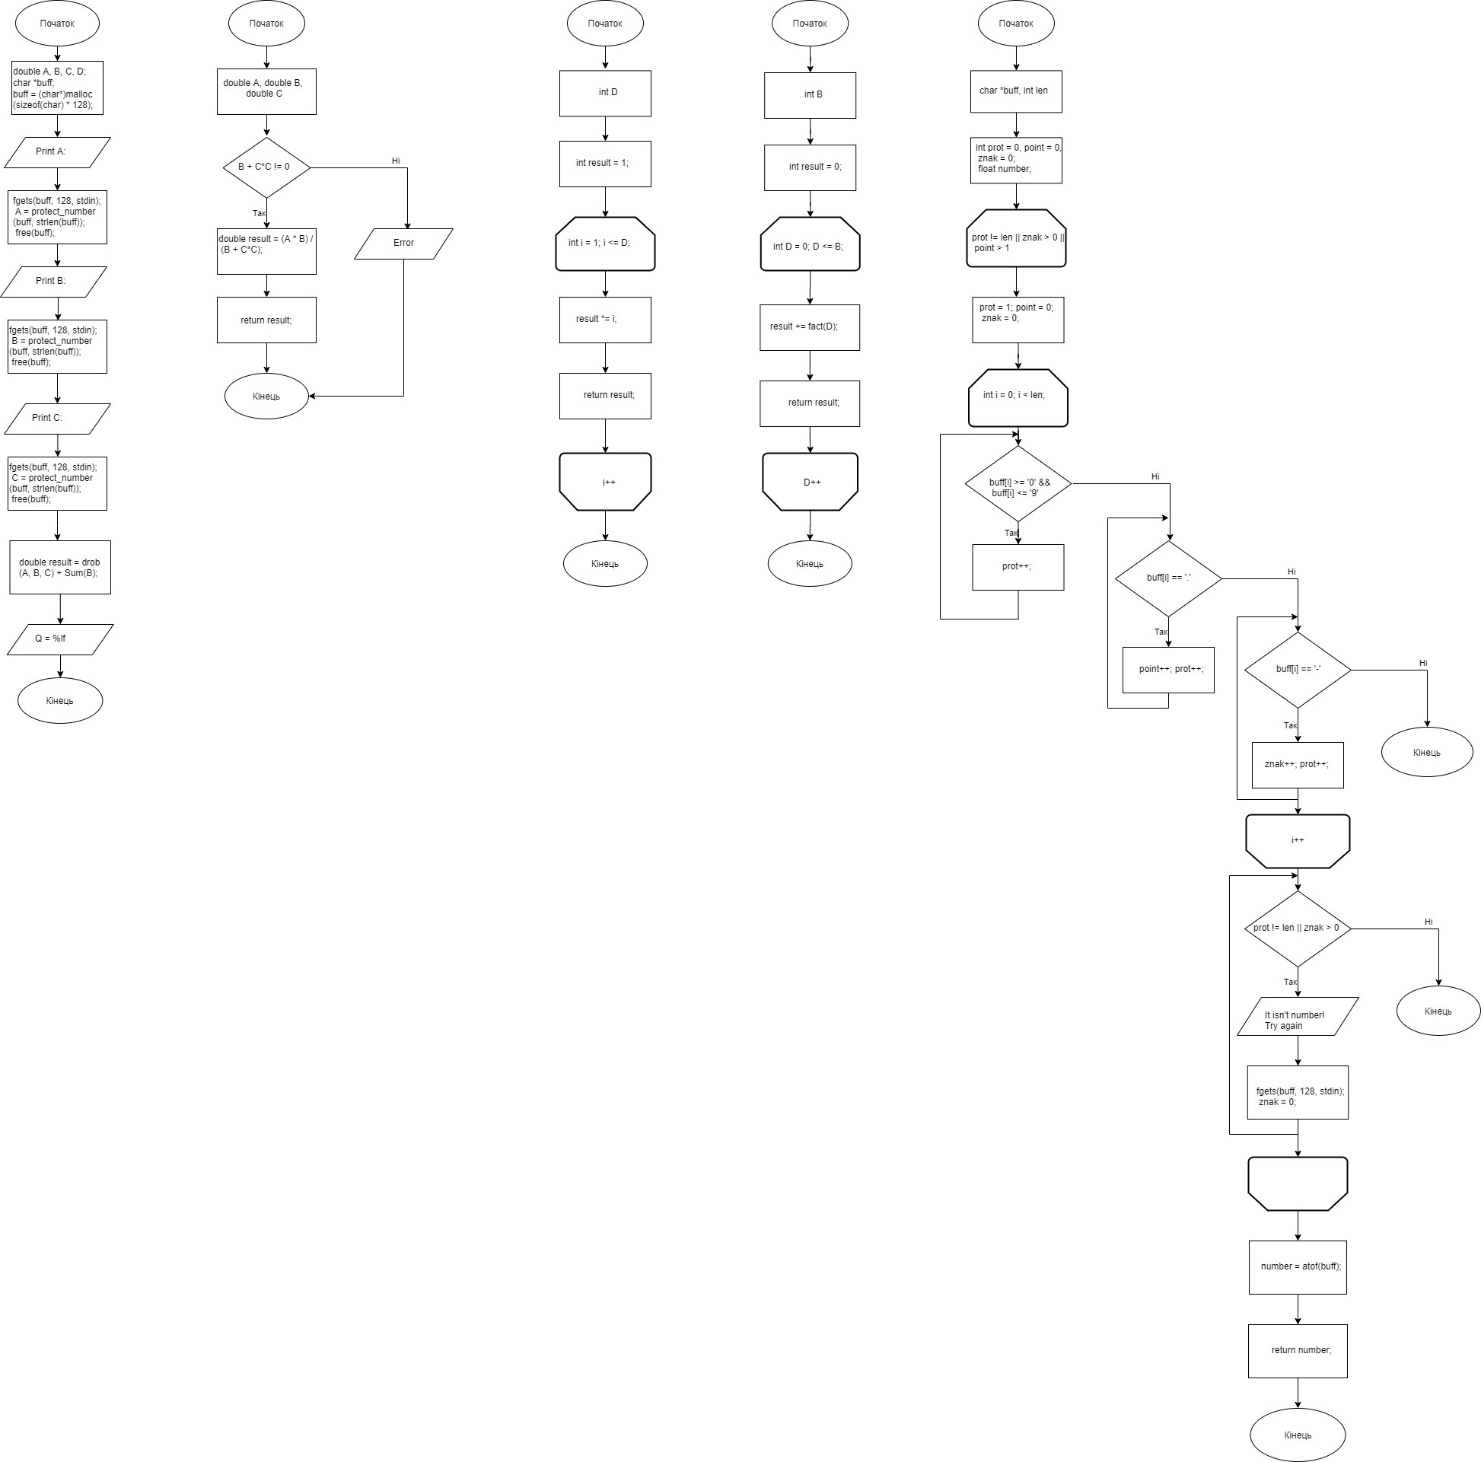 Початок
double A, B, C, D;
char *buff;
buff = (char*)malloc
(sizeof(char) * 128);
Print A:
fgets(buff, 128, stdin);
A = protect_number
(buff, strlen(buff));
free(buff);
Print B:
fgets(buff, 128, stdin);
B = protect_number
(buff, strlen(buff));
free(buff);
Print C:
fgets(buff, 128, stdin);
C = protect_number
(buff, strlen(buff));
free(buff);
double result = drob
(A, B, C) + Sum(B);
Q = %lf
Кінець
Початок
double A, double B,
double C
B + C*C != 0
Ні
Так
double result = (A * B) /
(B + C*C);
Error
return result;
Кінець
Початок
int D
int result = 1;
int i = 1; i <= D;
result *= i;
return result;
i++
Кінець
Початок
int B
int result = 0;
int D = 0; D <= B;
result += fact(D);
return result;
D++
Кінець
Початок
char *buff, int len
int prot = 0, point = 0,
znak = 0;
float number;
prot != len || znak > 0 ||
point > 1
prot = 1; point = 0;
znak = 0;
int i = 0; i < len;
buff[i] >= '0' &&
buff[i] <= '9'
Ні
Так
prot++;
buff[i] == '.'
Ні
Так
point++; prot++;
buff[i] == '-'
Ні
Так
Кінець
znak++; prot++;
i++
prot != len || znak > 0
Ні
Так
Кінець
It isn't number!
Try again
fgets(buff, 128, stdin);
znak = 0;
number = atof(buff);
return number;
Кінець